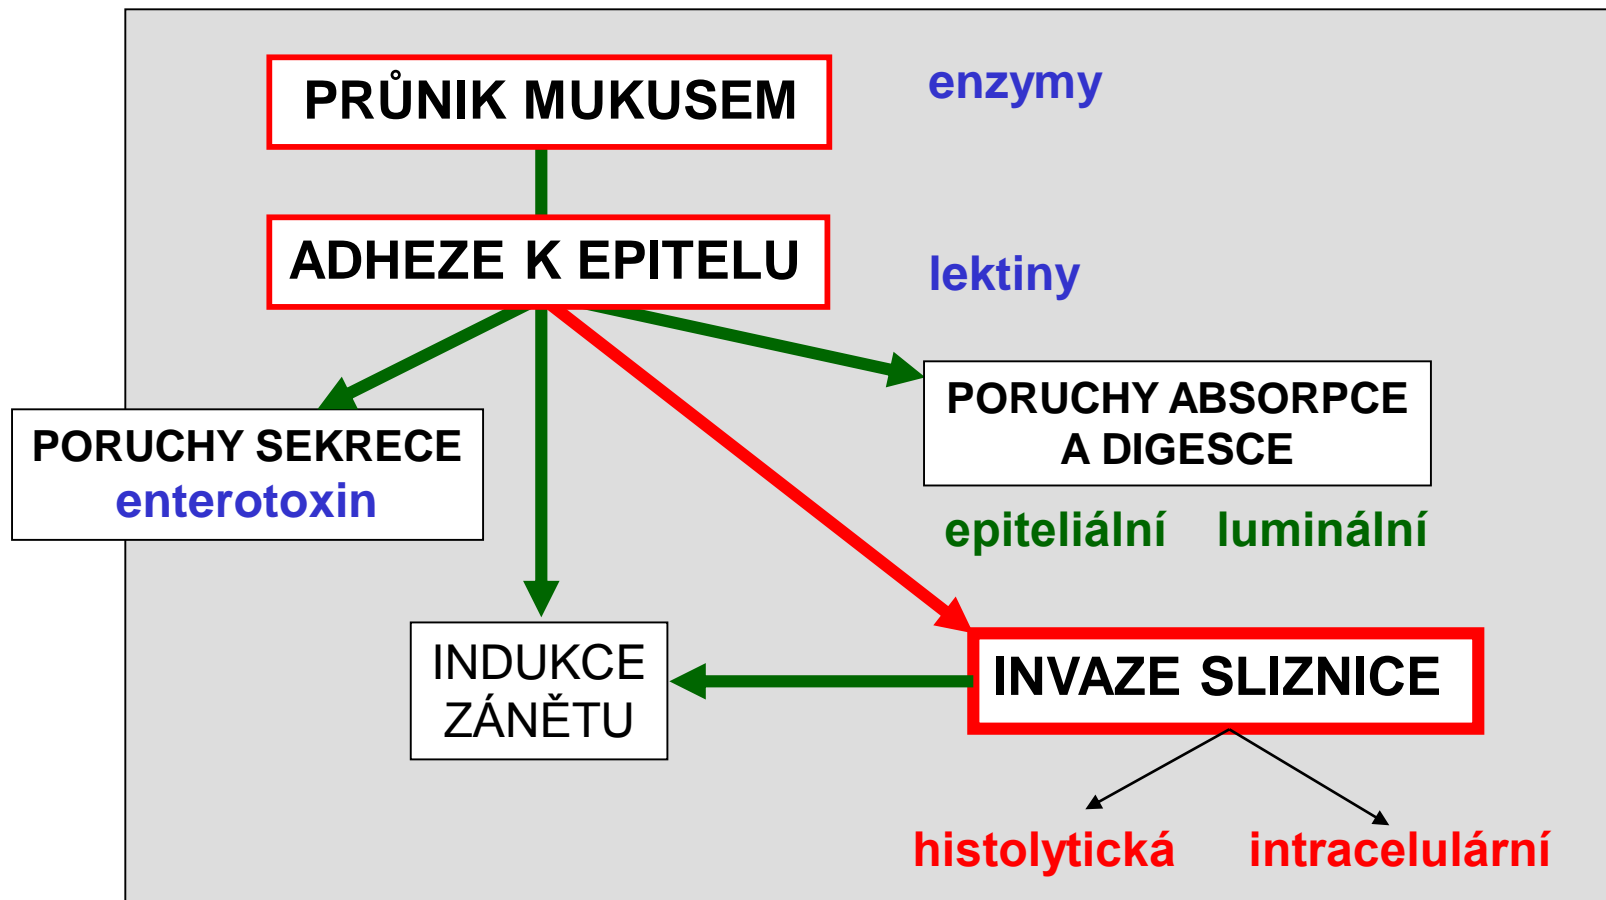 PRŮNIK MUKUSEM
enzymy
ADHEZE K EPITELU
lektiny
PORUCHY ABSORPCE
A DIGESCE
PORUCHY SEKRECE
enterotoxin
epiteliální luminální
INDUKCE
ZÁNĚTU
INVAZE SLIZNICE
histolytická intracelulární